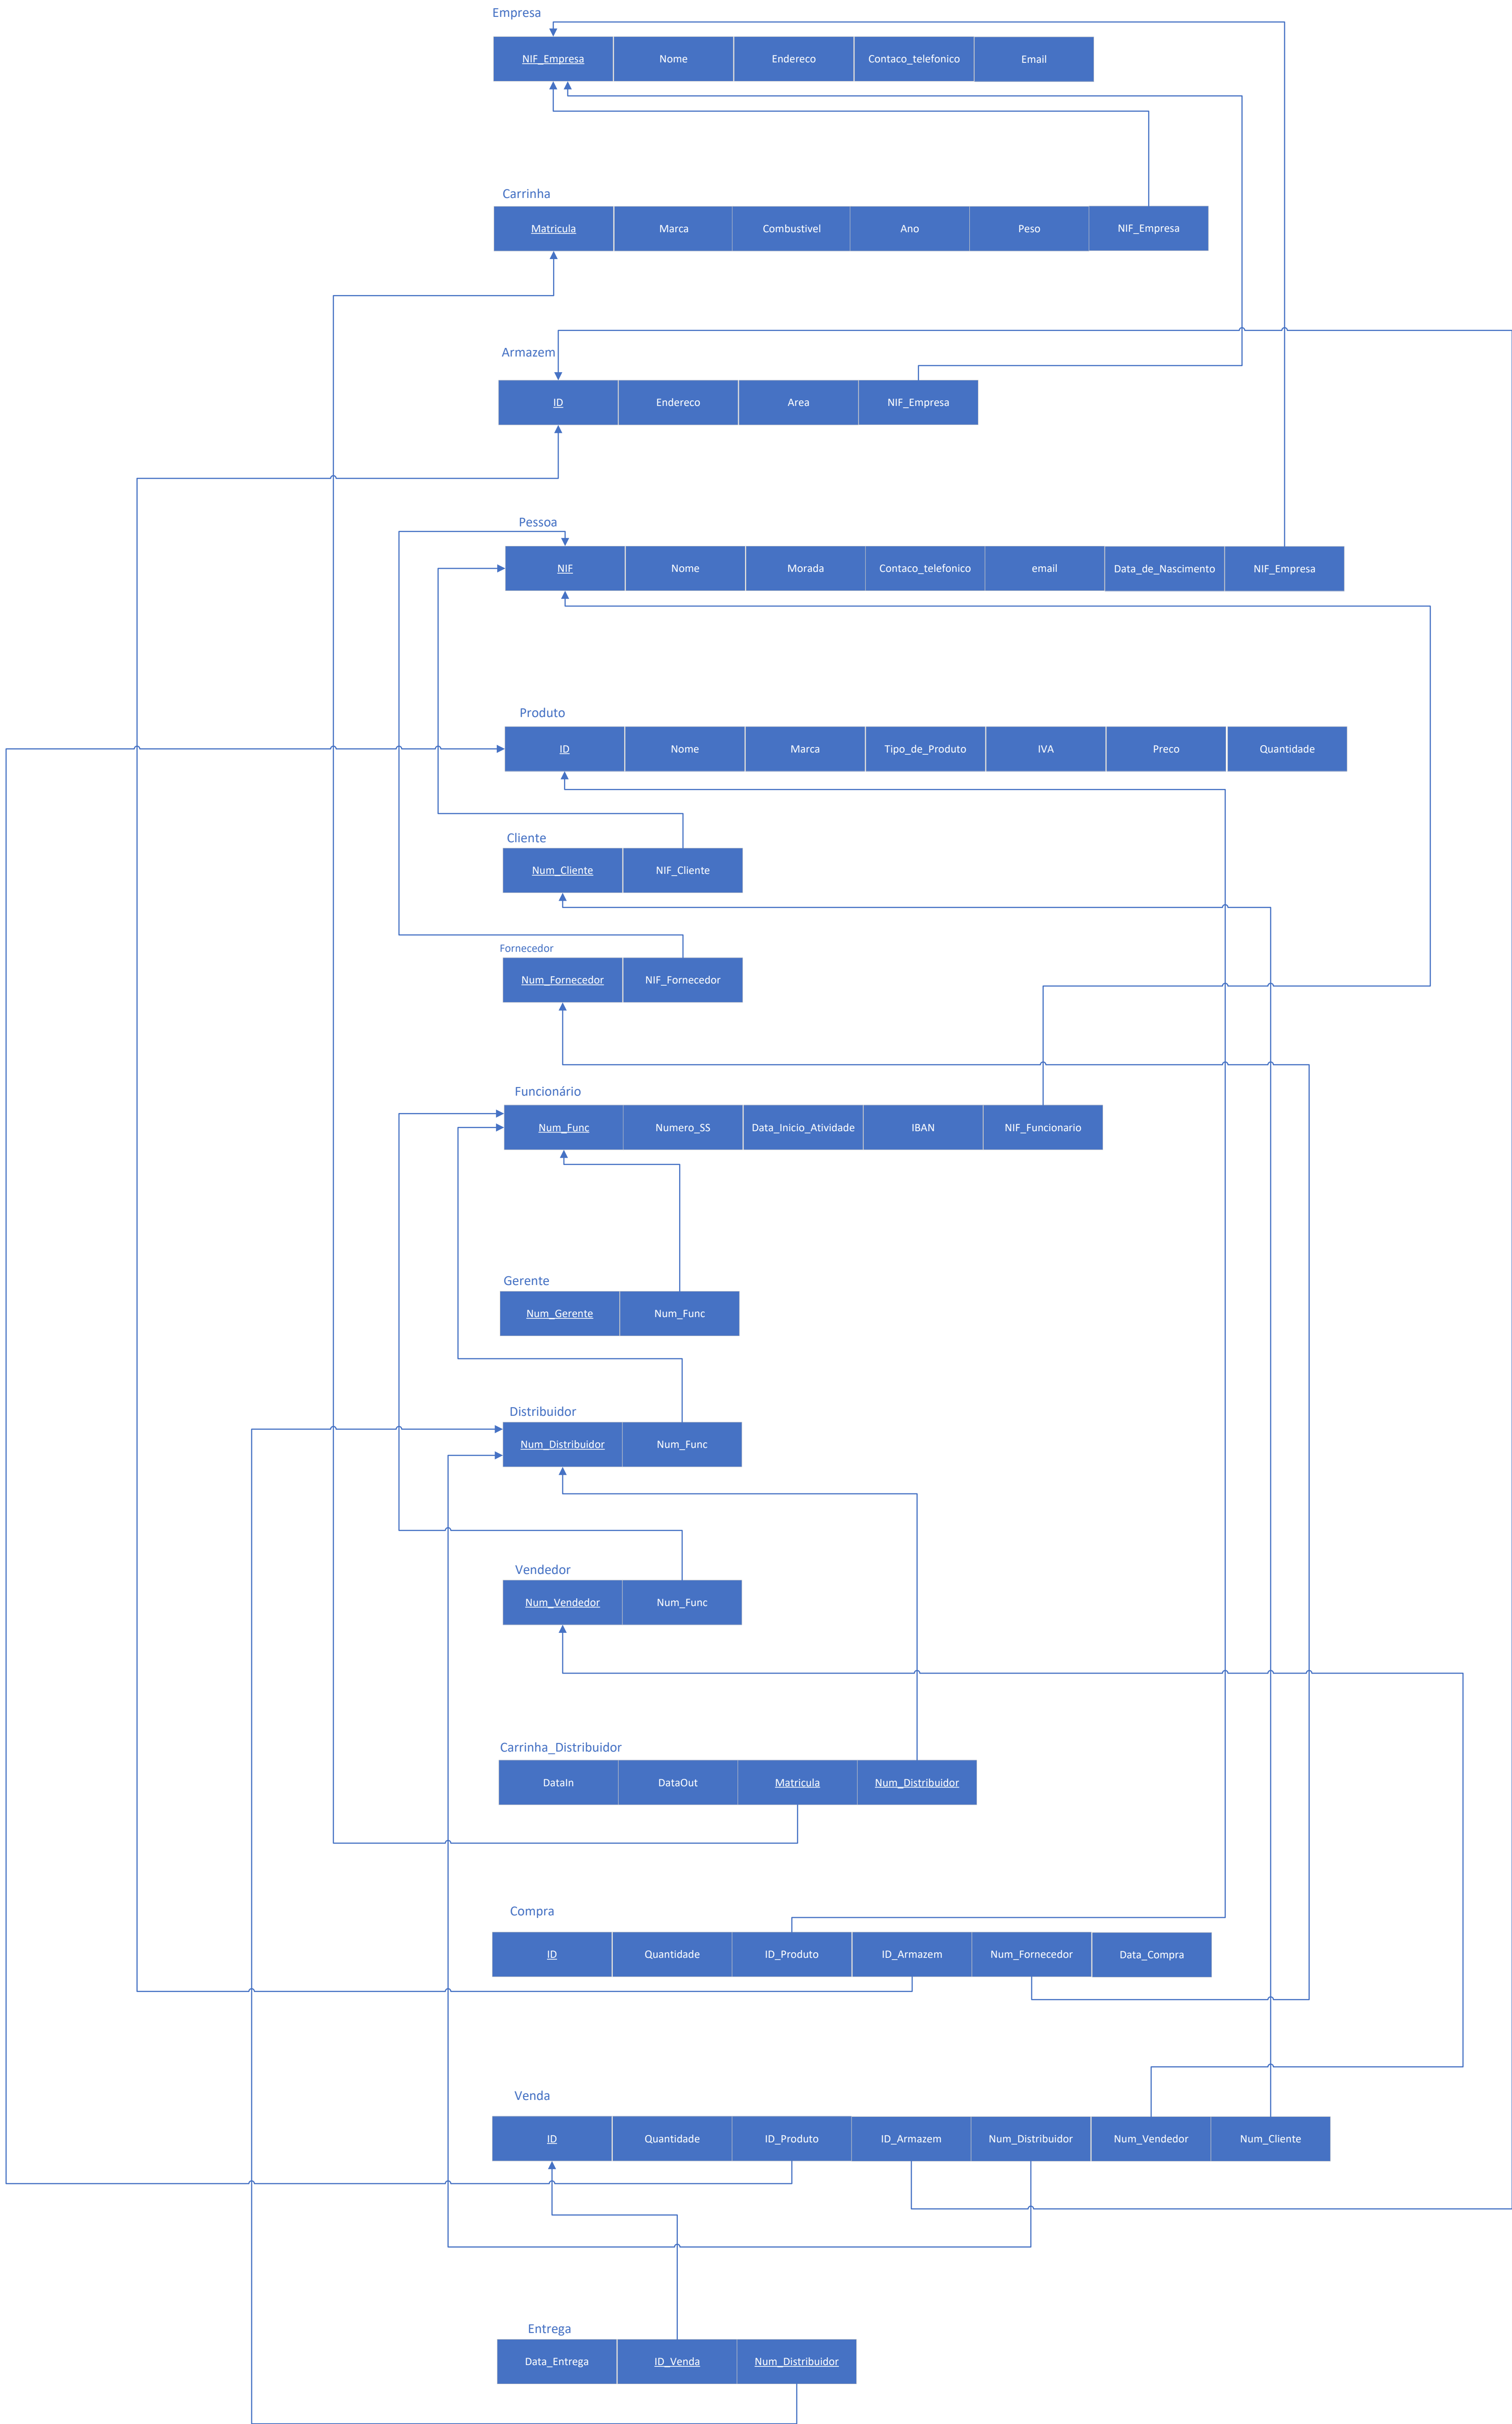 Empresa
NIF_Empresa Nome Endereco Contaco_telefonico Email
Carrinha
Matricula Marca Combustivel Ano Peso NIF_Empresa
Armazem
ID Endereco Area NIF_Empresa
Pessoa
NIF Nome Morada Contaco_telefonico email Data_de_Nascimento NIF_Empresa
Produto
ID Nome Marca Tipo_de_Produto IVA Preco Quantidade
Cliente
Num_Cliente NIF_Cliente
Fornecedor
Num_Fornecedor NIF_Fornecedor
Funcionário
Num_Func Numero_SS Data_Inicio_Atividade IBAN NIF_Funcionario
Gerente
Num_Gerente Num_Func
Distribuidor
Num_Distribuidor Num_Func
Vendedor
Num_Vendedor Num_Func
Carrinha_Distribuidor
DataIn DataOut Matricula Num_Distribuidor
Compra
ID Quantidade ID_Produto ID_Armazem Num_Fornecedor Data_Compra
Venda
ID Quantidade ID_Produto ID_Armazem Num_Distribuidor Num_Vendedor Num_Cliente
Entrega
Data_Entrega ID_Venda Num_Distribuidor